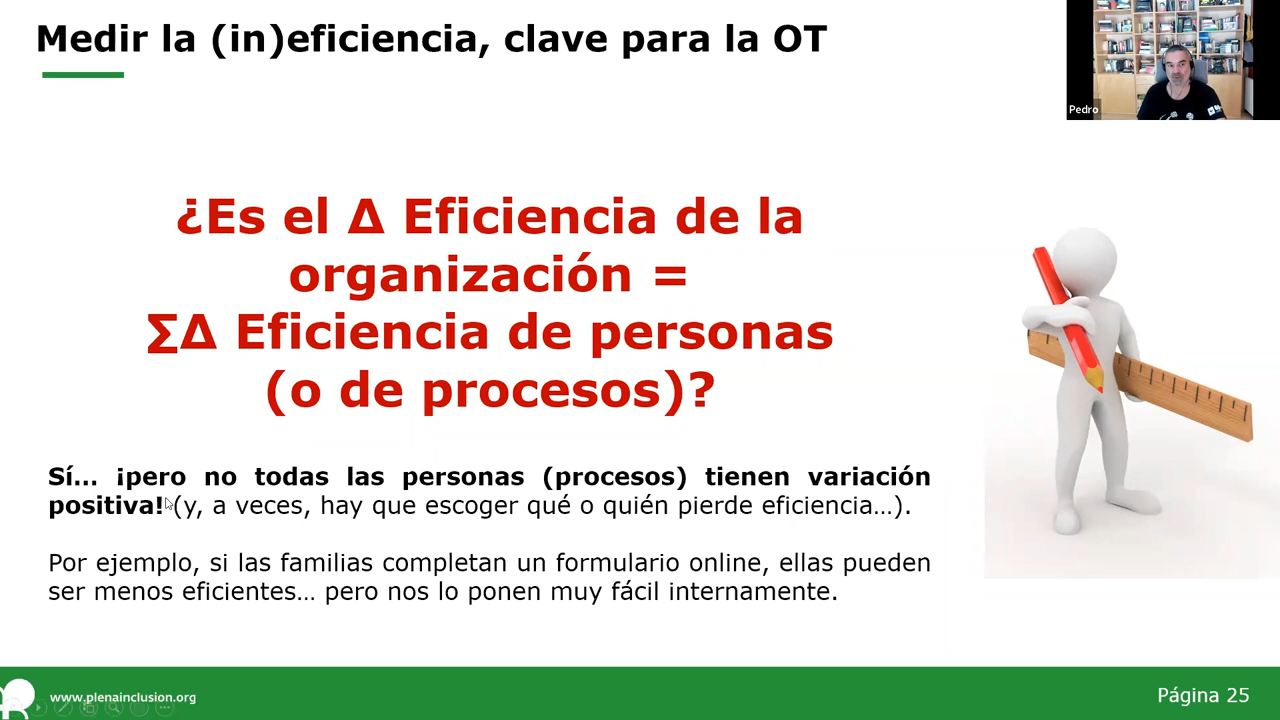 Medir la (in)eficiencia, clave para la OT
Pedro
¿Es el Δ Eficiencia de la
organización =
∑Δ Eficiencia de personas
(o de procesos)?
Sí... ¡pero no todas las personas (procesos) tienen variación
positiva! (y, a veces, hay que escoger qué o quién pierde eficiencia…).
Por ejemplo, si las familias completan un formulario online, ellas pueden
ser menos eficientes… pero nos lo ponen muy fácil internamente.
www.plenainclusion.org
Página 25